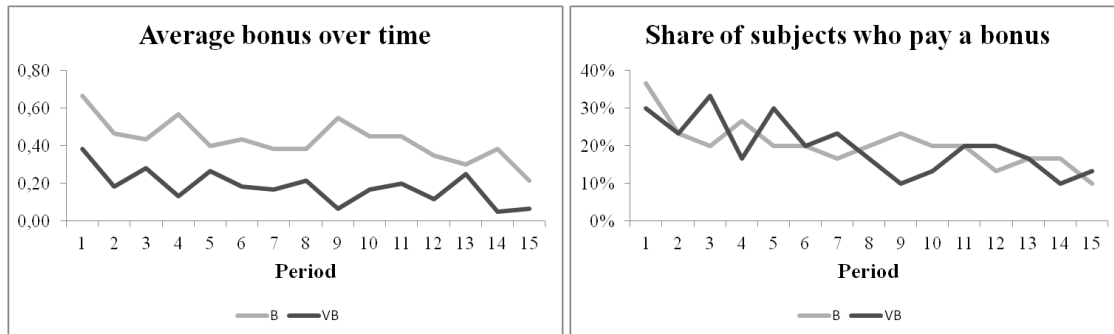 Average bonus over time
0,80
0,60
0,40
0,20
0,00
1 2 3 4 5 6 7 8 9 10 11 12 13 14 15
Period
B VB
Share of subjects who pay a bonus
40%
30%
20%
10%
0%
1 2 3 4 5 6 7 8 9 10 11 12 13 14 15
Period
B VB